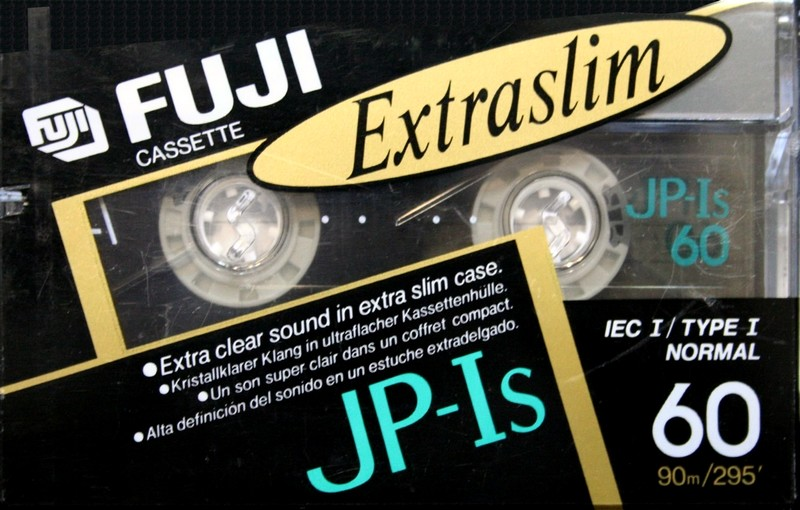 FUJI
FUJI
CASSETTE
Extraslim
JP-Is
60
●Extra clear sound in extra slim case.
●Kristallklarer Klang in ultraflacher Kassettenhülle.
●Un son super clair dans un coffret compact.
●Alta definición del sonido en un estuche extradelgado.
JP-Is
IEC I / TYPE I
NORMAL
60
90m/295'